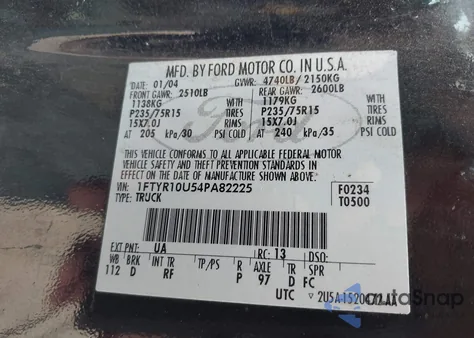 MFD. BY FORD MOTOR CO. IN U.S.A.
DATE: 01/04 GVWR: 4740LB/2150KG
FRONT GAWR: 2510LB REAR GAWR: 2600LB
1138KG 1179KG
P235/75R15 TIRES P235/75R15 TIRES
15X7.0J RIMS 15X7.0J RIMS
AT 205 kPa/30 PSI COLD AT 240 kPa/35 PSI COLD
Ford
THIS VEHICLE CONFORMS TO ALL APPLICABLE FEDERAL MOTOR
VEHICLE SAFETY AND THEFT PREVENTION STANDARDS IN
EFFECT ON THE DATE OF MANUFACTURE SHOWN ABOVE.
VIN: 1FTYR10U54PA82225 F0234
TYPE: TRUCK T0500
EXT PNT: UA RC: 13 DSO:
WB BRK INT TR TP/PS R AXLE TR SPR
112 D RF P 97 D FC
UTC
autoSnap